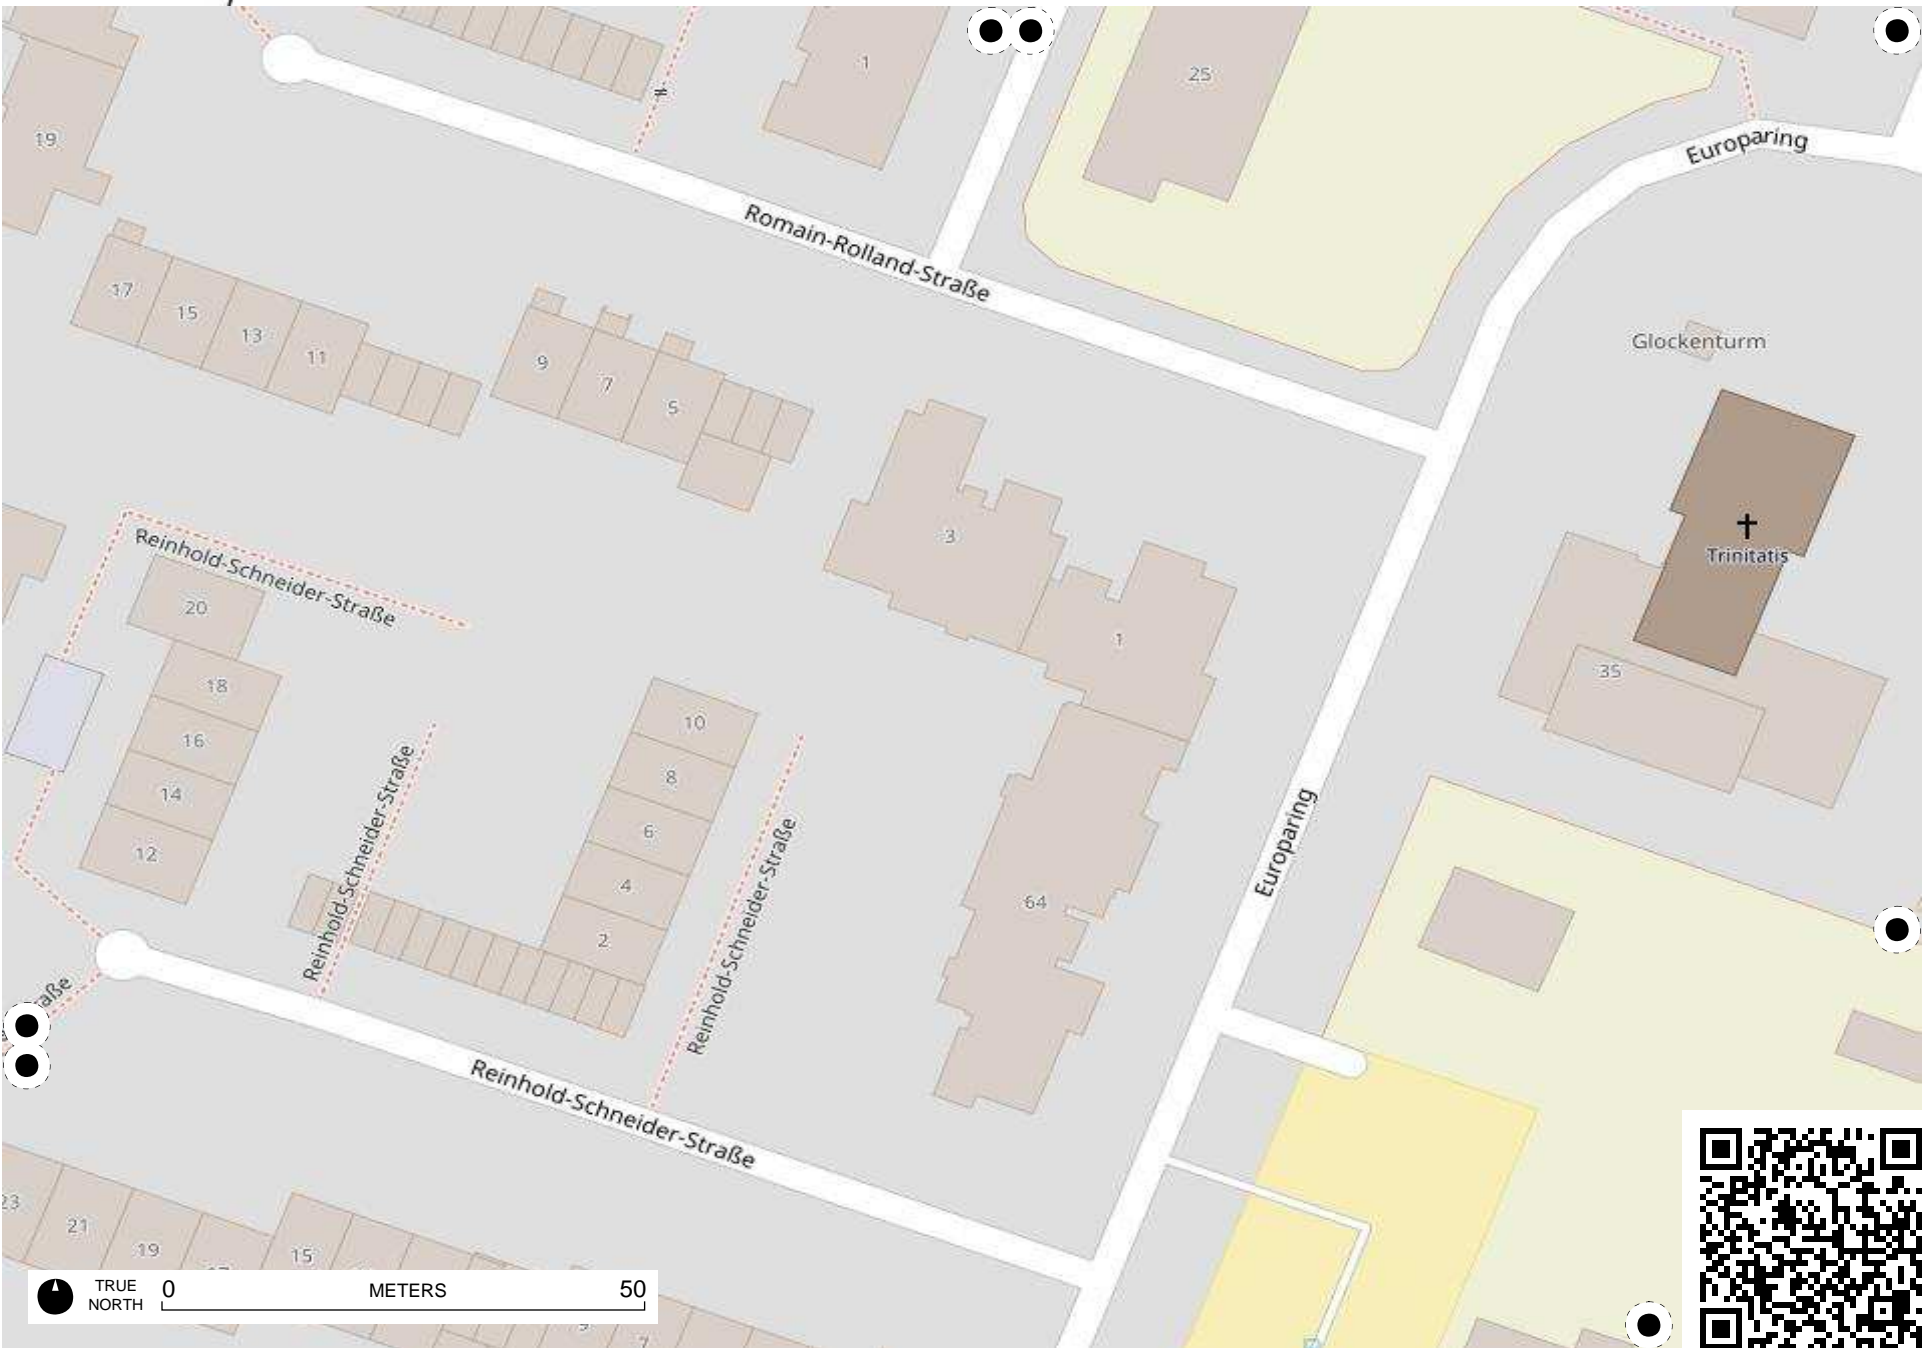 1
25
19
Europaring
Romain-Rolland-Straße
17
15
13
11
9
7
5
Glockenturm
3
Trinitatis
Reinhold-Schneider-Straße
20
1
35
18
16
14
12
10
8
6
4
2
Reinhold-Schneider-Straße
Reinhold-Schneider-Straße
Europaring
64
aße
Reinhold-Schneider-Straße
23
21
19
15
TRUE
NORTH
0 METERS 50